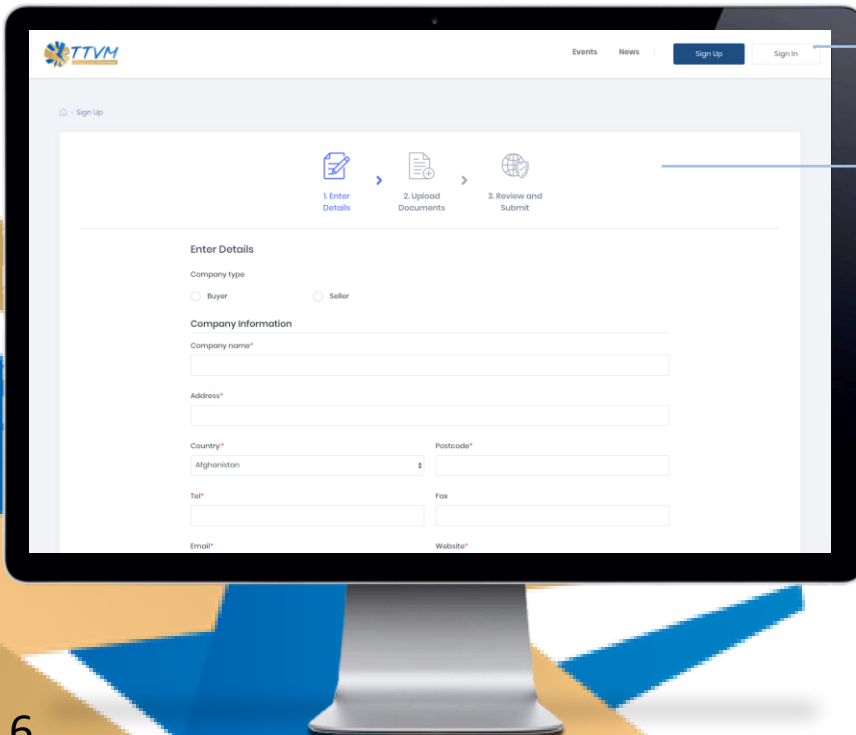 TTVM
Events News Sign Up Sign In
> Sign Up
1. Enter
Details
2. Upload
Documents
3. Review and
Submit
Enter Details
Company type
Buyer Seller
Company Information
Company name*
Address*
Country:* Postcode*
Afghanistan
Tel* Fax
Email* Website*
6